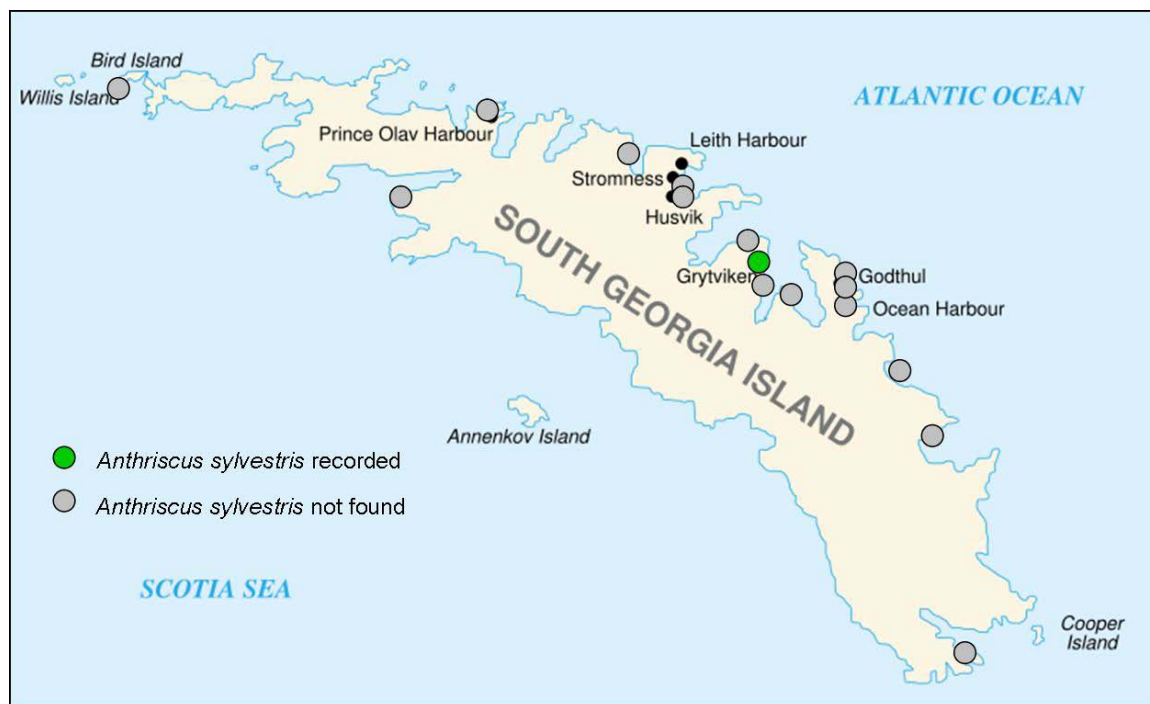 Bird Island
Willis Island
ATLANTIC OCEAN
Prince Olav Harbour
Leith Harbour
Stromness
Husvik
SOUTH GEORGIA ISLAND
Grytviken
Godthul
Ocean Harbour
Annenkov Island
Anthriscus sylvestris recorded
Anthriscus sylvestris not found
SCOTIA SEA
Cooper
Island